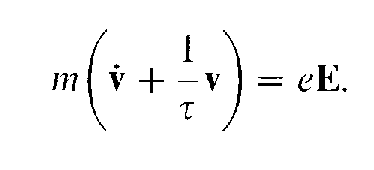 m(v̇ + 1/τ v) = eE.